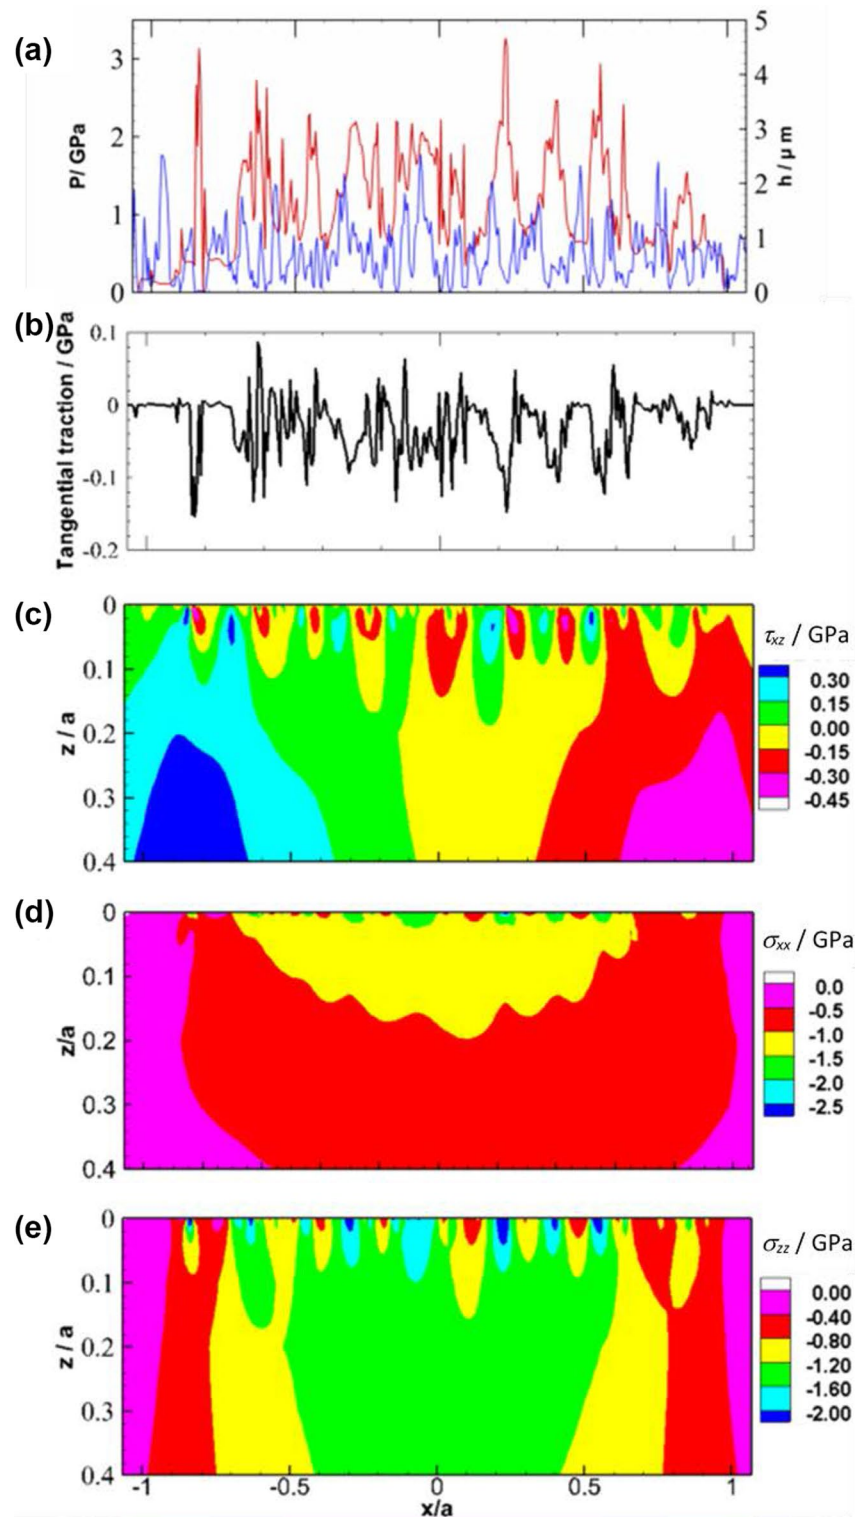 (a)
P/ GPa
3
2
1
0
5
4
3
2
1
0
h / µm
(b)
Tangential traction / GPa
0.1
0
-0.1
-0.2
(c)
z / a
0
0.1
0.2
0.3
0.4
τxz / GPa
0.30
0.15
0.00
-0.15
-0.30
-0.45
(d)
z/a
0
0.1
0.2
0.3
0.4
σxx / GPa
0.0
-0.5
-1.0
-1.5
-2.0
-2.5
(e)
z / a
0
0.1
0.2
0.3
0.4
σzz / GPa
0.00
-0.40
-0.80
-1.20
-1.60
-2.00
-1 -0.5 0 0.5 1
x/a